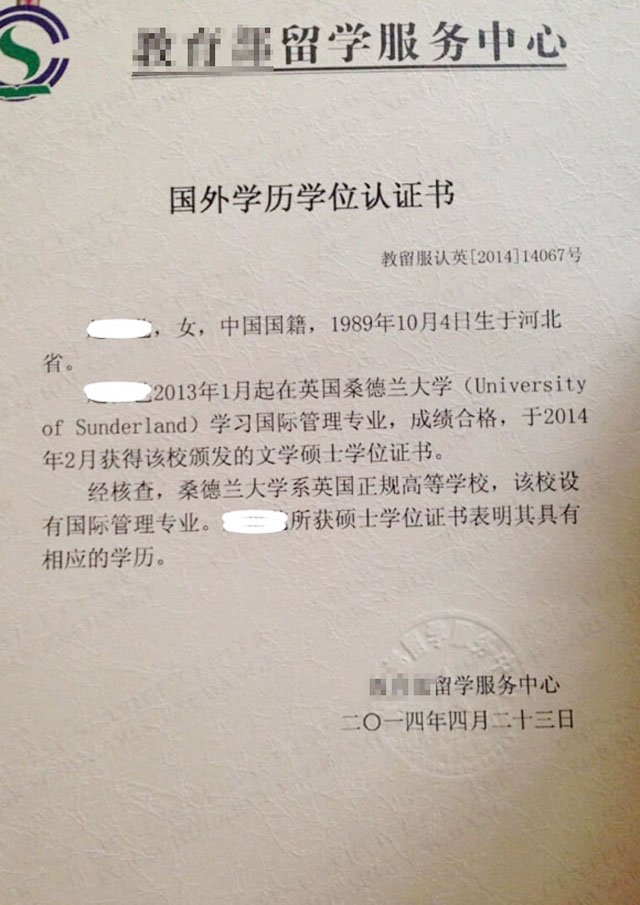 教育部留学服务中心
国外学历学位认证书
教留服认英[2014]14067号
，女，中国国籍，1989年10月4日生于河北
省。
2013年1月起在英国桑德兰大学（University
of Sunderland）学习国际管理专业，成绩合格，于2014
年2月获得该校颁发的文学硕士学位证书。
经核查，桑德兰大学系英国正规高等学校，该校设
有国际管理专业。
所获硕士学位证书表明其具有
相应的学历。
留学服务中心
二〇一四年四月二十三日